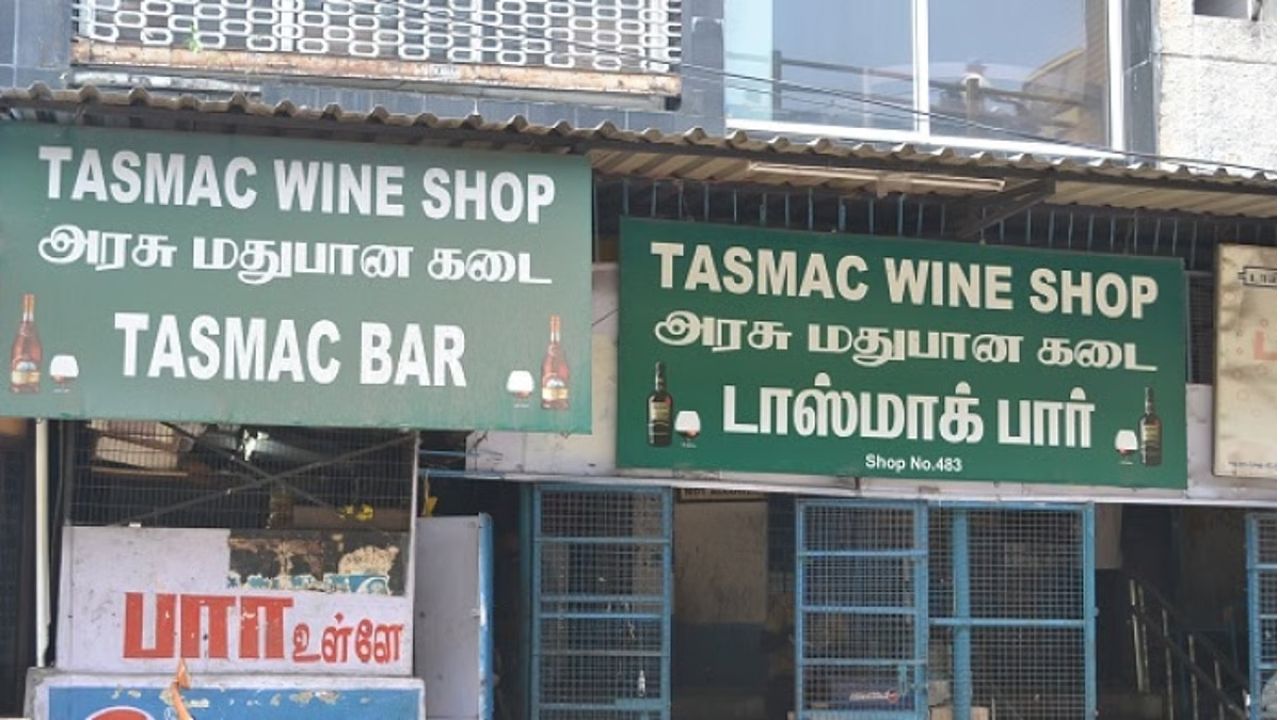 TASMAC WINE SHOP
அரசு மதுபான கடை
TASMAC BAR
TASMAC WINE SHOP
அரசு மதுபான கடை
டாஸ்மாக் பார்
Shop No.483
பார உள்ளே